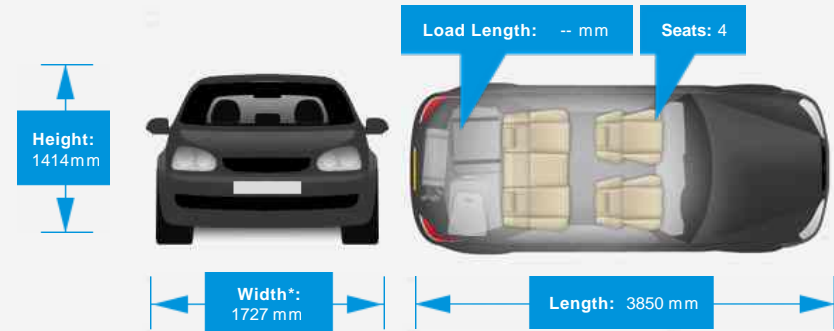 Load Length: -- mm
Seats: 4
Height:
1414mm
Width*:
1727 mm
Length: 3850 mm